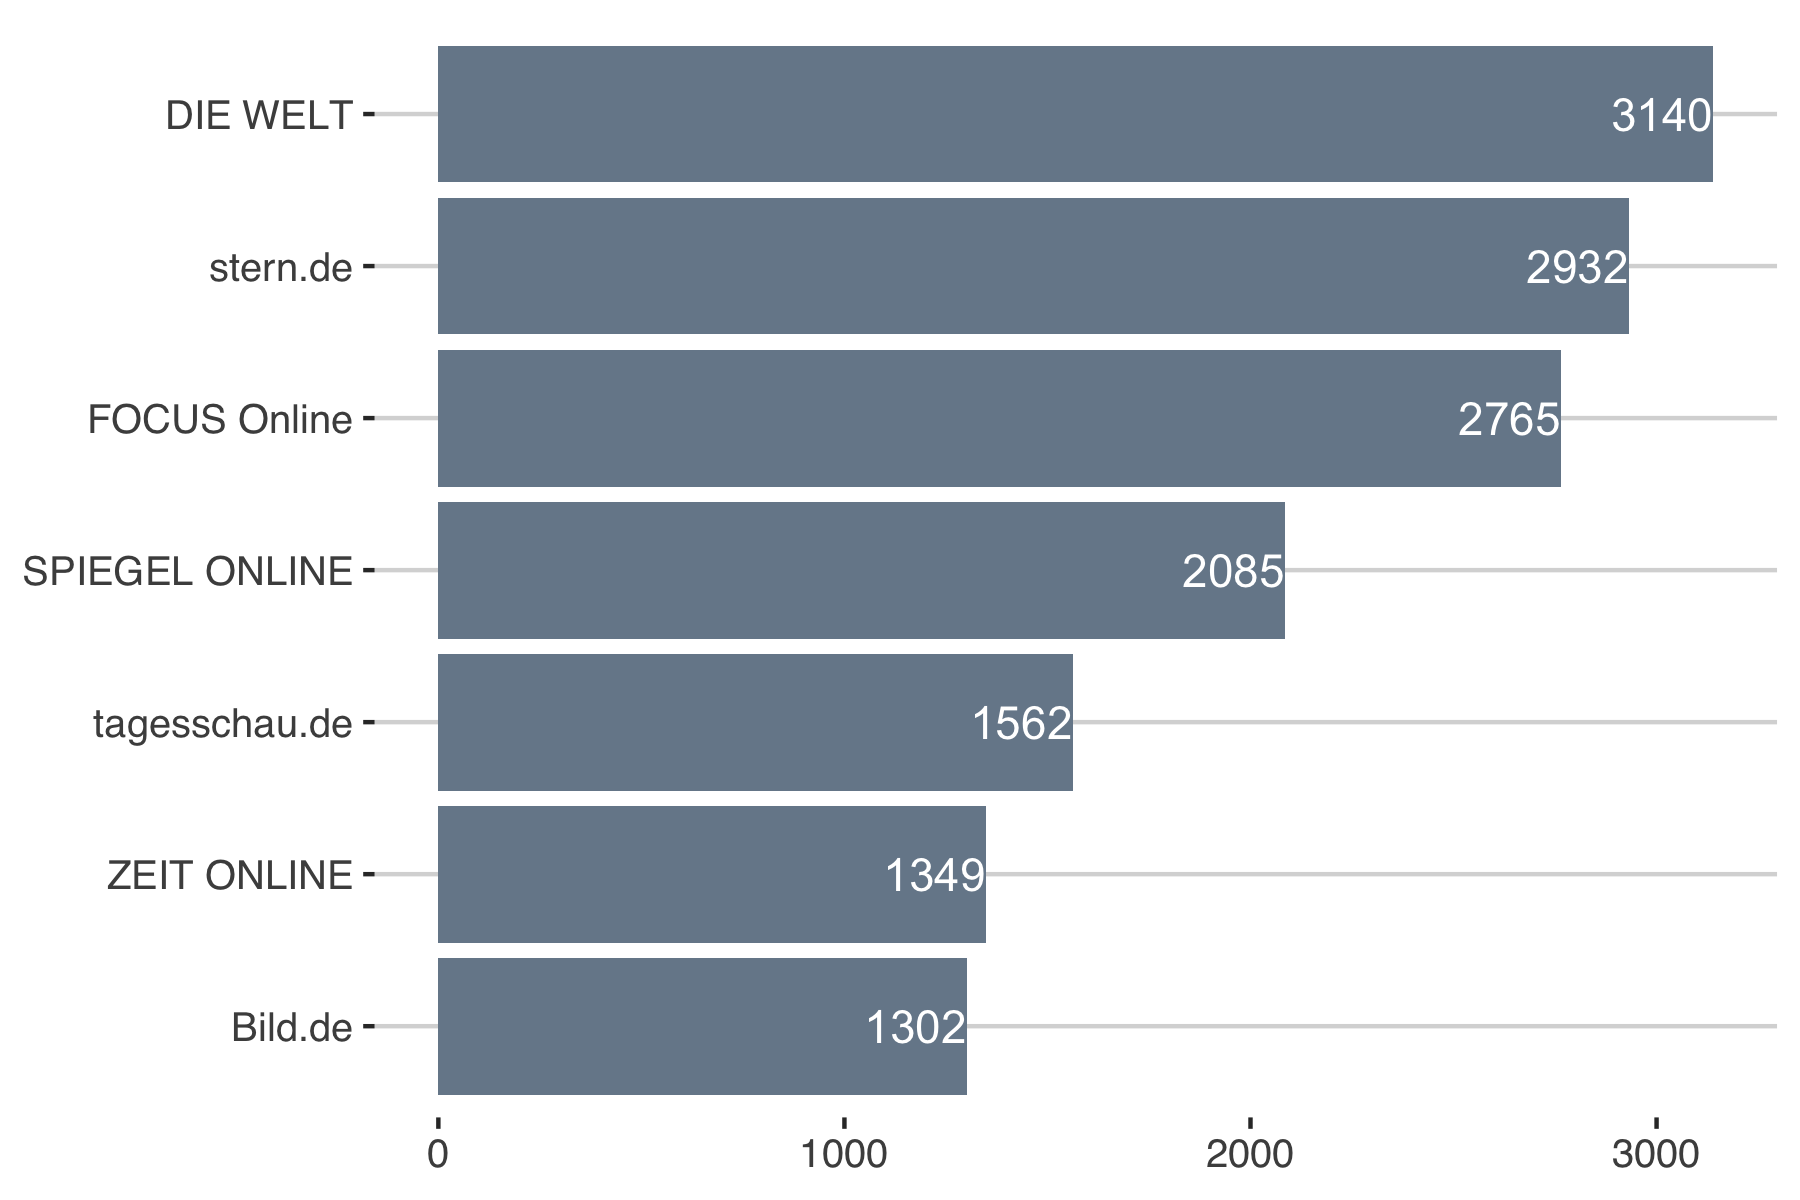 DIE WELT 3140
stern.de 2932
FOCUS Online 2765
SPIEGEL ONLINE 2085
tagesschau.de 1562
ZEIT ONLINE 1349
Bild.de 1302
0 1000 2000 3000